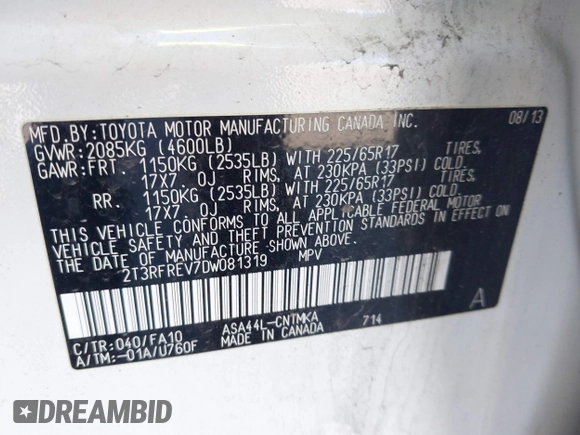 MFD.BY:TOYOTA MOTOR MANUFACTURING CANADA INC. 08/13
GVWR:2085KG (4600LB)
GAWR:FRT. 1150KG (2535LB) WITH 225/65R17 TIRES,
17X7.0J RIMS, AT 230KPA (33PSI) COLD.
RR. 1150KG (2535LB) WITH 225/65R17 TIRES,
17X7.0J RIMS, AT 230KPA (33PSI) COLD.
THIS VEHICLE CONFORMS TO ALL APPLICABLE FEDERAL MOTOR
VEHICLE SAFETY AND THEFT PREVENTION STANDARDS IN EFFECT
ON THE DATE OF MANUFACTURE SHOWN ABOVE.
2T3RFREV7DW081319 MPV
A
C/TR:040/FA10 ASA44L-CNTMKA 714
A/TM:-01A/U760F MADE IN CANADA
DREAMBID